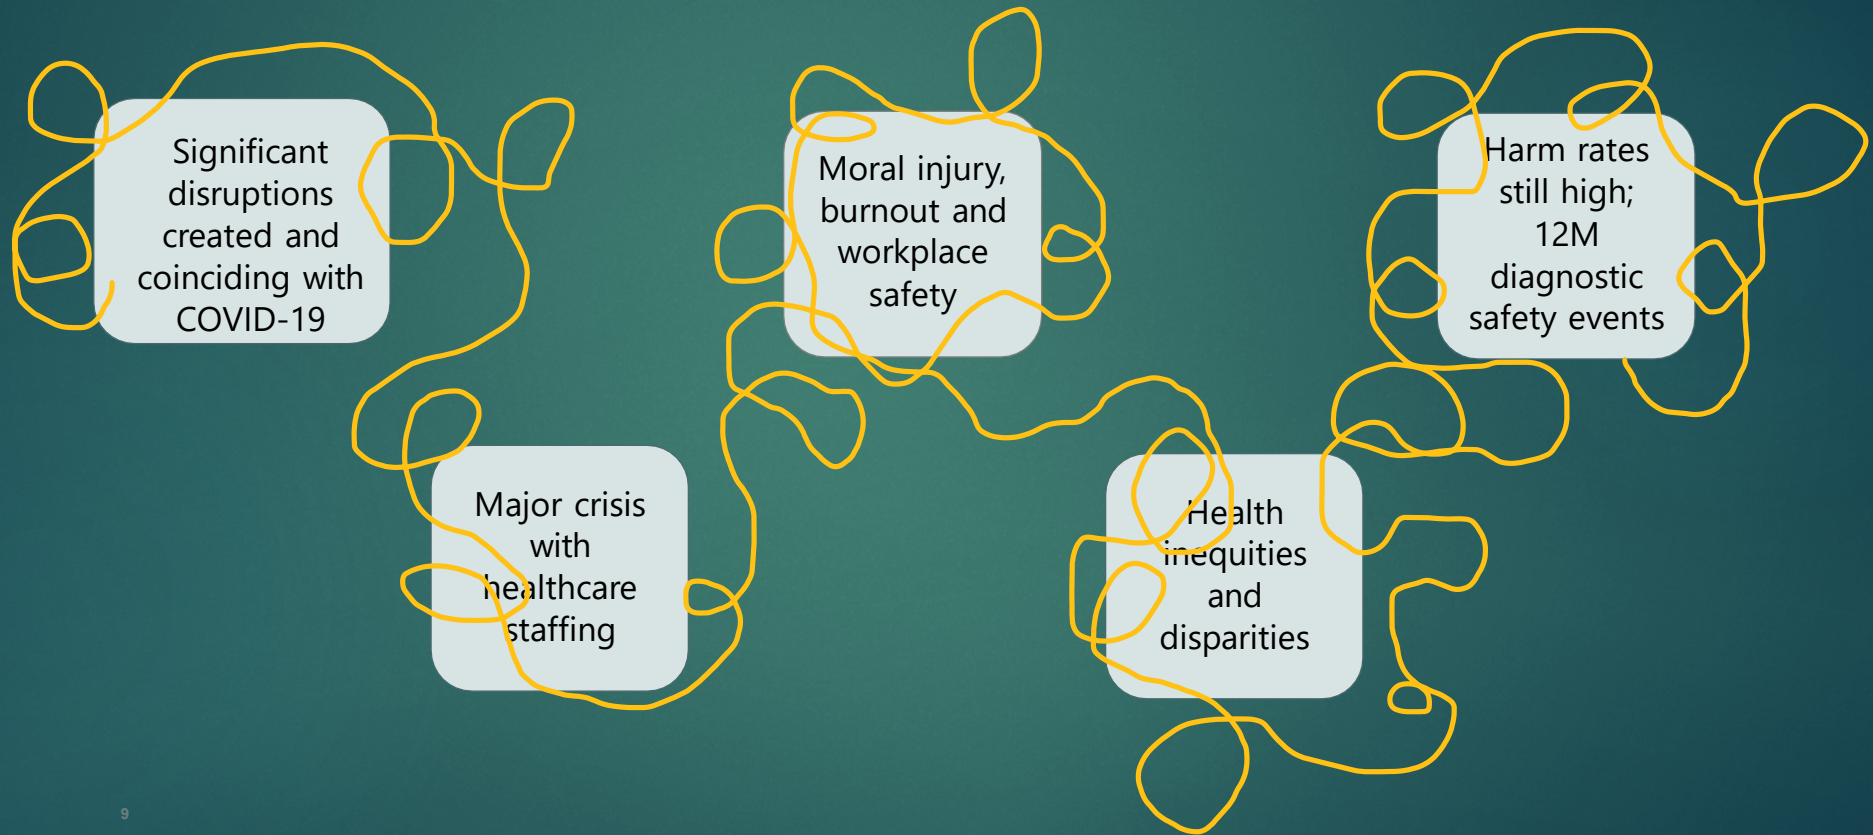 Significant
disruptions
created and
coinciding with
COVID-19
Major crisis
with
healthcare
staffing
Moral injury,
burnout and
workplace
safety
Health
inequities
and
disparities
Harm rates
still high;
12M
diagnostic
safety events
9